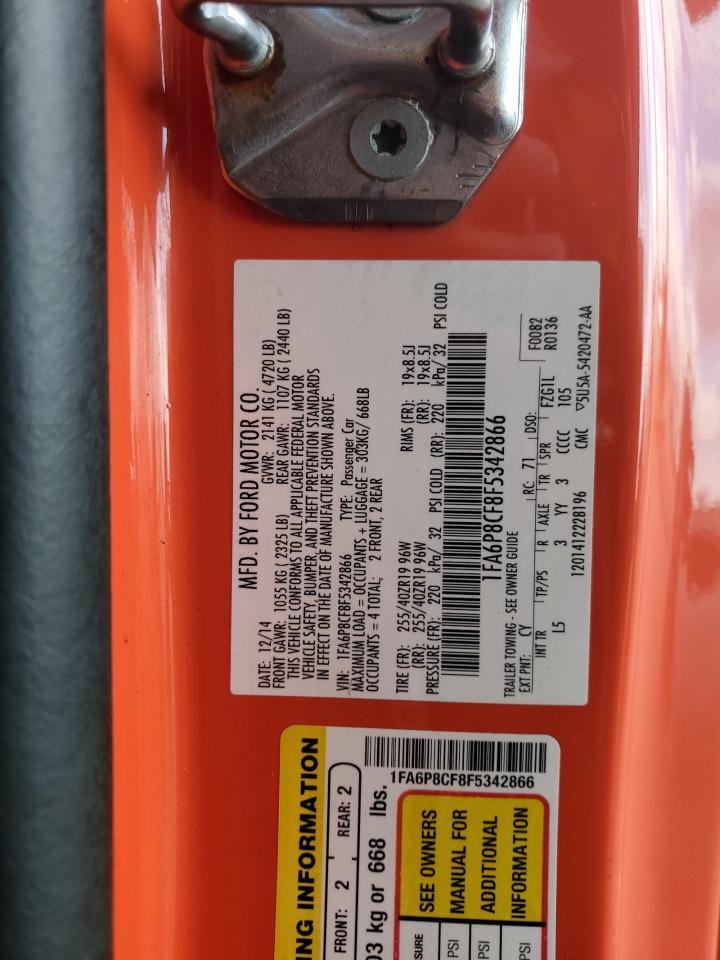 MFD. BY FORD MOTOR CO.
DATE: 12/14 GVWR: 2141 KG ( 4720 LB)
FRONT GAWR: 1055 KG ( 2325 LB) REAR GAWR: 1107 KG ( 2440 LB)
THIS VEHICLE CONFORMS TO ALL APPLICABLE FEDERAL MOTOR
VEHICLE SAFETY, BUMPER, AND THEFT PREVENTION STANDARDS
IN EFFECT ON THE DATE OF MANUFACTURE SHOWN ABOVE.
VIN: 1FA6P8CF8F5342866 TYPE: Passenger Car
MAXIMUM LOAD = OCCUPANTS + LUGGAGE = 303KG/ 668LB
OCCUPANTS = 4 TOTAL; 2 FRONT, 2 REAR
TIRE (FR): 255/40ZR19 96W RIMS (FR): 19x8.5J
(RR): 255/40ZR19 96W (RR): 19x8.5J
PRESSURE (FR): 220 kPa/ 32 PSI COLD (RR): 220 kPa/ 32 PSI COLD
1FA6P8CF8F5342866
TRAILER TOWING - SEE OWNER GUIDE F0082
EXT PNT: CY RC: 71 DSO: R0136
INT TR TP/PS R AXLE TR SPR FZG1L
L5 3 YY 3 CCCC 105
1201412228196 CMC ▽5U5A-5420472-AA
NG INFORMATION
FRONT: 2 REAR: 2
03 kg or 668 lbs.
1FA6P8CF8F5342866
SSURE SEE OWNERS
PSI MANUAL FOR
PSI ADDITIONAL
PSI INFORMATION